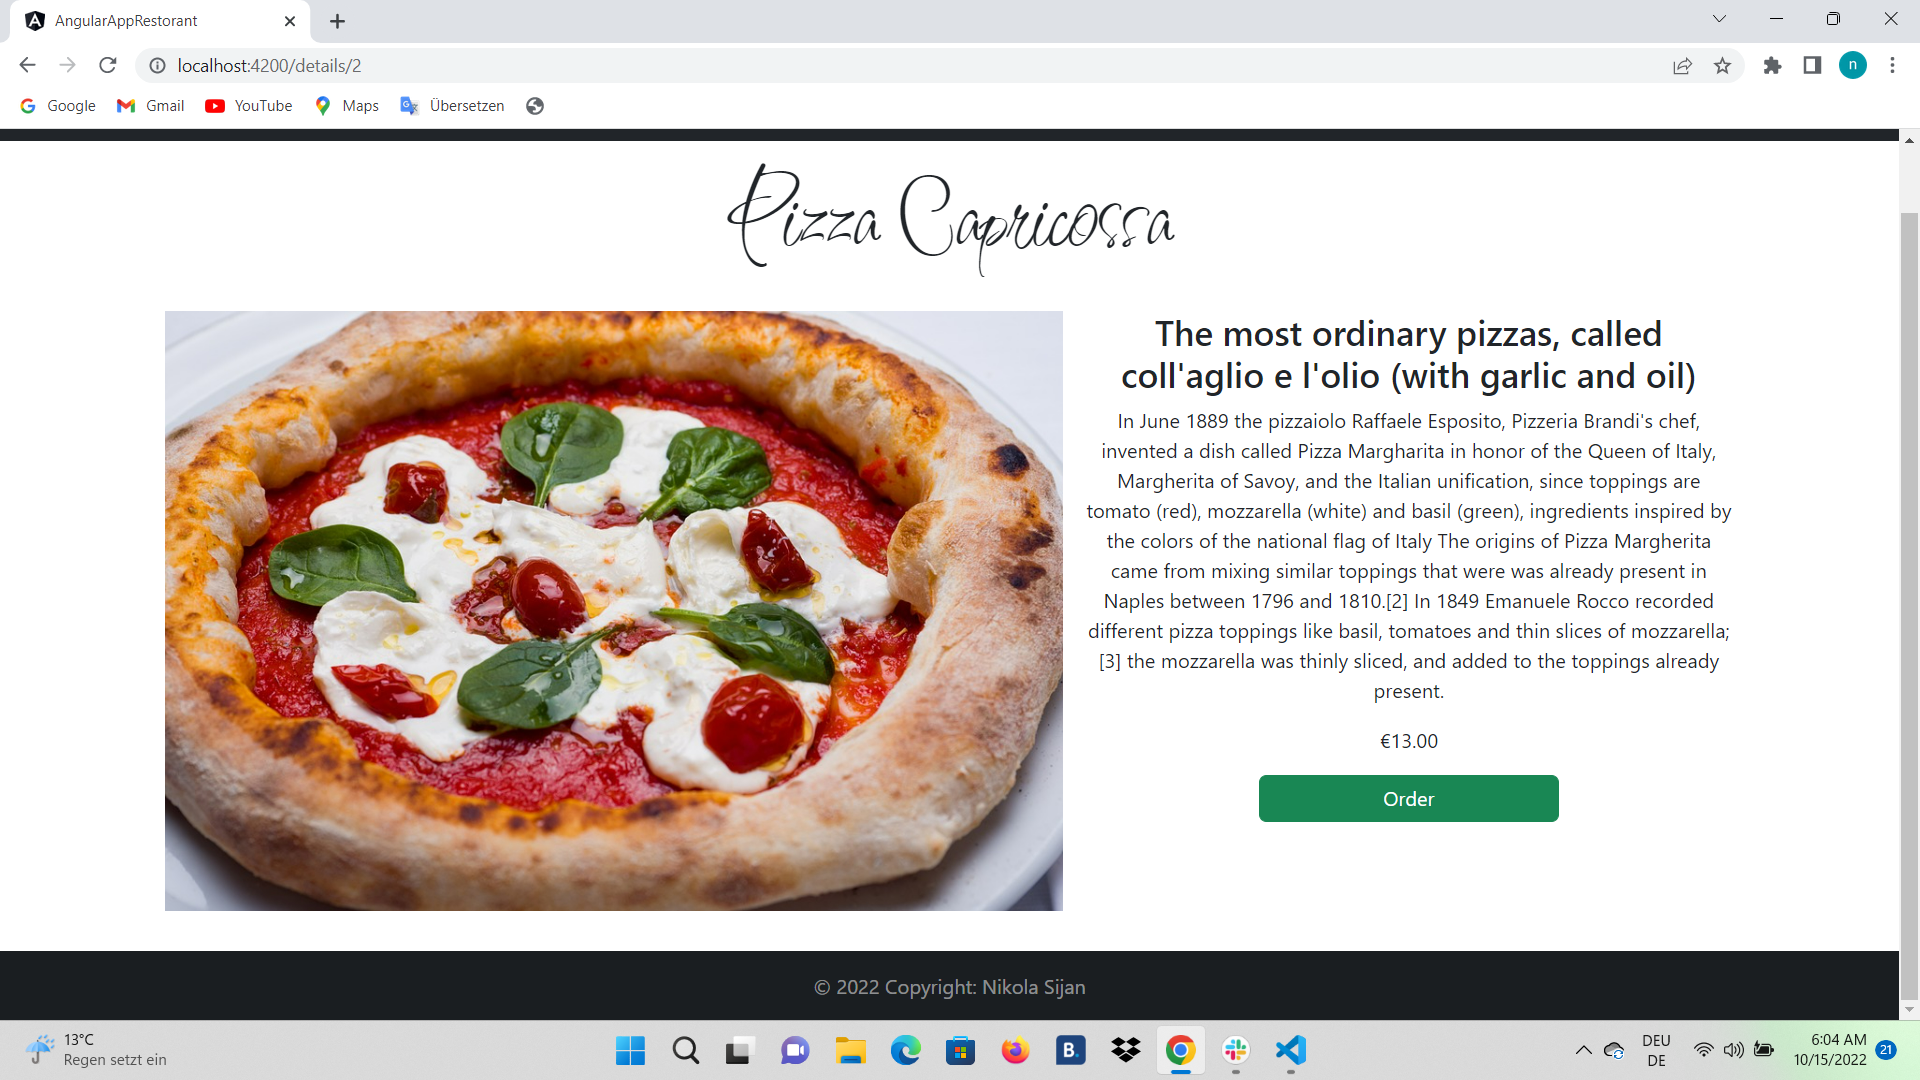 AngularAppRestorant
localhost:4200/details/2
Google Gmail YouTube Maps Übersetzen
n
Pizza Capricossa
The most ordinary pizzas, called
coll'aglio e l'olio (with garlic and oil)
In June 1889 the pizzaiolo Raffaele Esposito, Pizzeria Brandi's chef,
invented a dish called Pizza Margharita in honor of the Queen of Italy,
Margherita of Savoy, and the Italian unification, since toppings are
tomato (red), mozzarella (white) and basil (green), ingredients inspired by
the colors of the national flag of Italy The origins of Pizza Margherita
came from mixing similar toppings that were was already present in
Naples between 1796 and 1810.[2] In 1849 Emanuele Rocco recorded
different pizza toppings like basil, tomatoes and thin slices of mozzarella;
[3] the mozzarella was thinly sliced, and added to the toppings already
present.
€13.00
Order
© 2022 Copyright: Nikola Sijan
13°C
Regen setzt ein
B.
DEU
DE
6:04 AM
10/15/2022
21